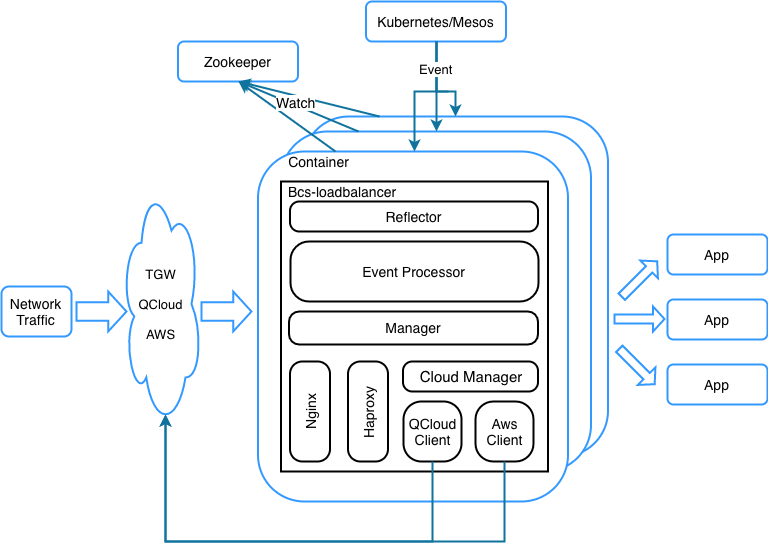 Kubernetes/Mesos
Zookeeper
Event
Watch
Container
Bcs-loadbalancer
Reflector
Event Processor
Manager
Nginx
Haproxy
Cloud Manager
QCloud
Client
Aws
Client
Network
Traffic
TGW
QCloud
AWS
App
App
App